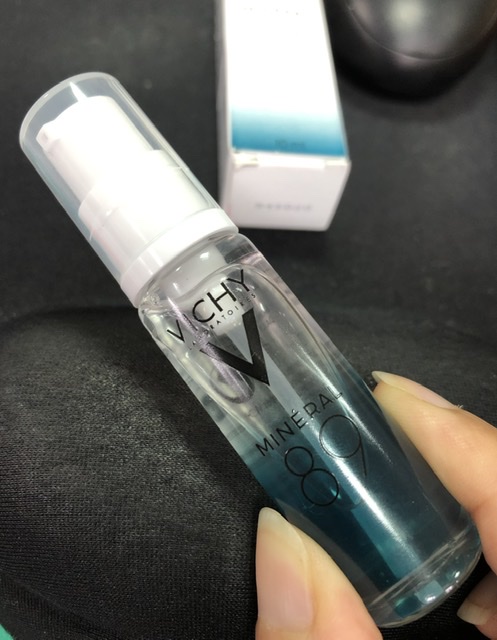 VICHY
LABORATOIRES
MINÉRAL
89